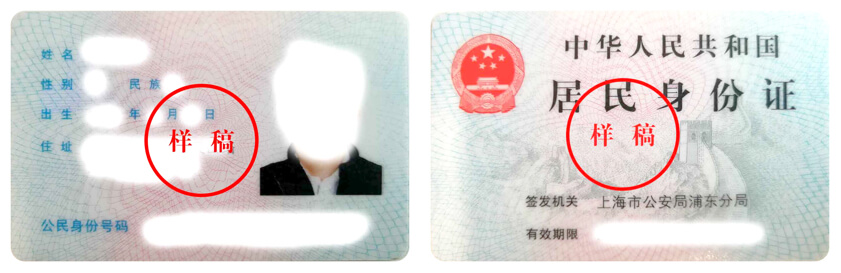 姓名
性别 民族
出生 年 月 日
住址
公民身份号码
样稿
中华人民共和国
居民身份证
样稿
签发机关 上海市公安局浦东分局
有效期限